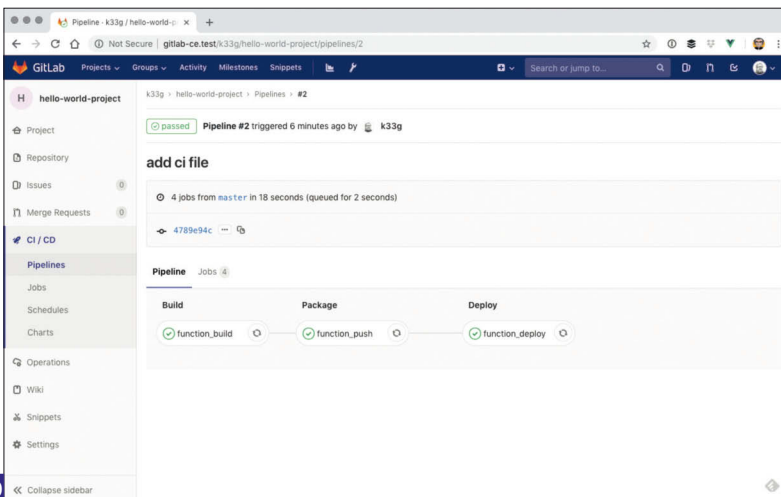 Pipeline · k33g / hello-world-p
Not Secure | gitlab-ce.test/k33g/hello-world-project/pipelines/2
GitLab Projects Groups Activity Milestones Snippets Search or jump to...
H hello-world-project
k33g > hello-world-project > Pipelines > #2
passed Pipeline #2 triggered 6 minutes ago by k33g
Project
add ci file
Repository
Issues 0
4 jobs from master in 18 seconds (queued for 2 seconds)
Merge Requests 0
4789e94c ...
CI / CD
Pipelines
Pipeline Jobs 4
Jobs
Schedules
Build Package Deploy
Charts
function_build function_push function_deploy
Operations
Wiki
Snippets
Settings
Collapse sidebar